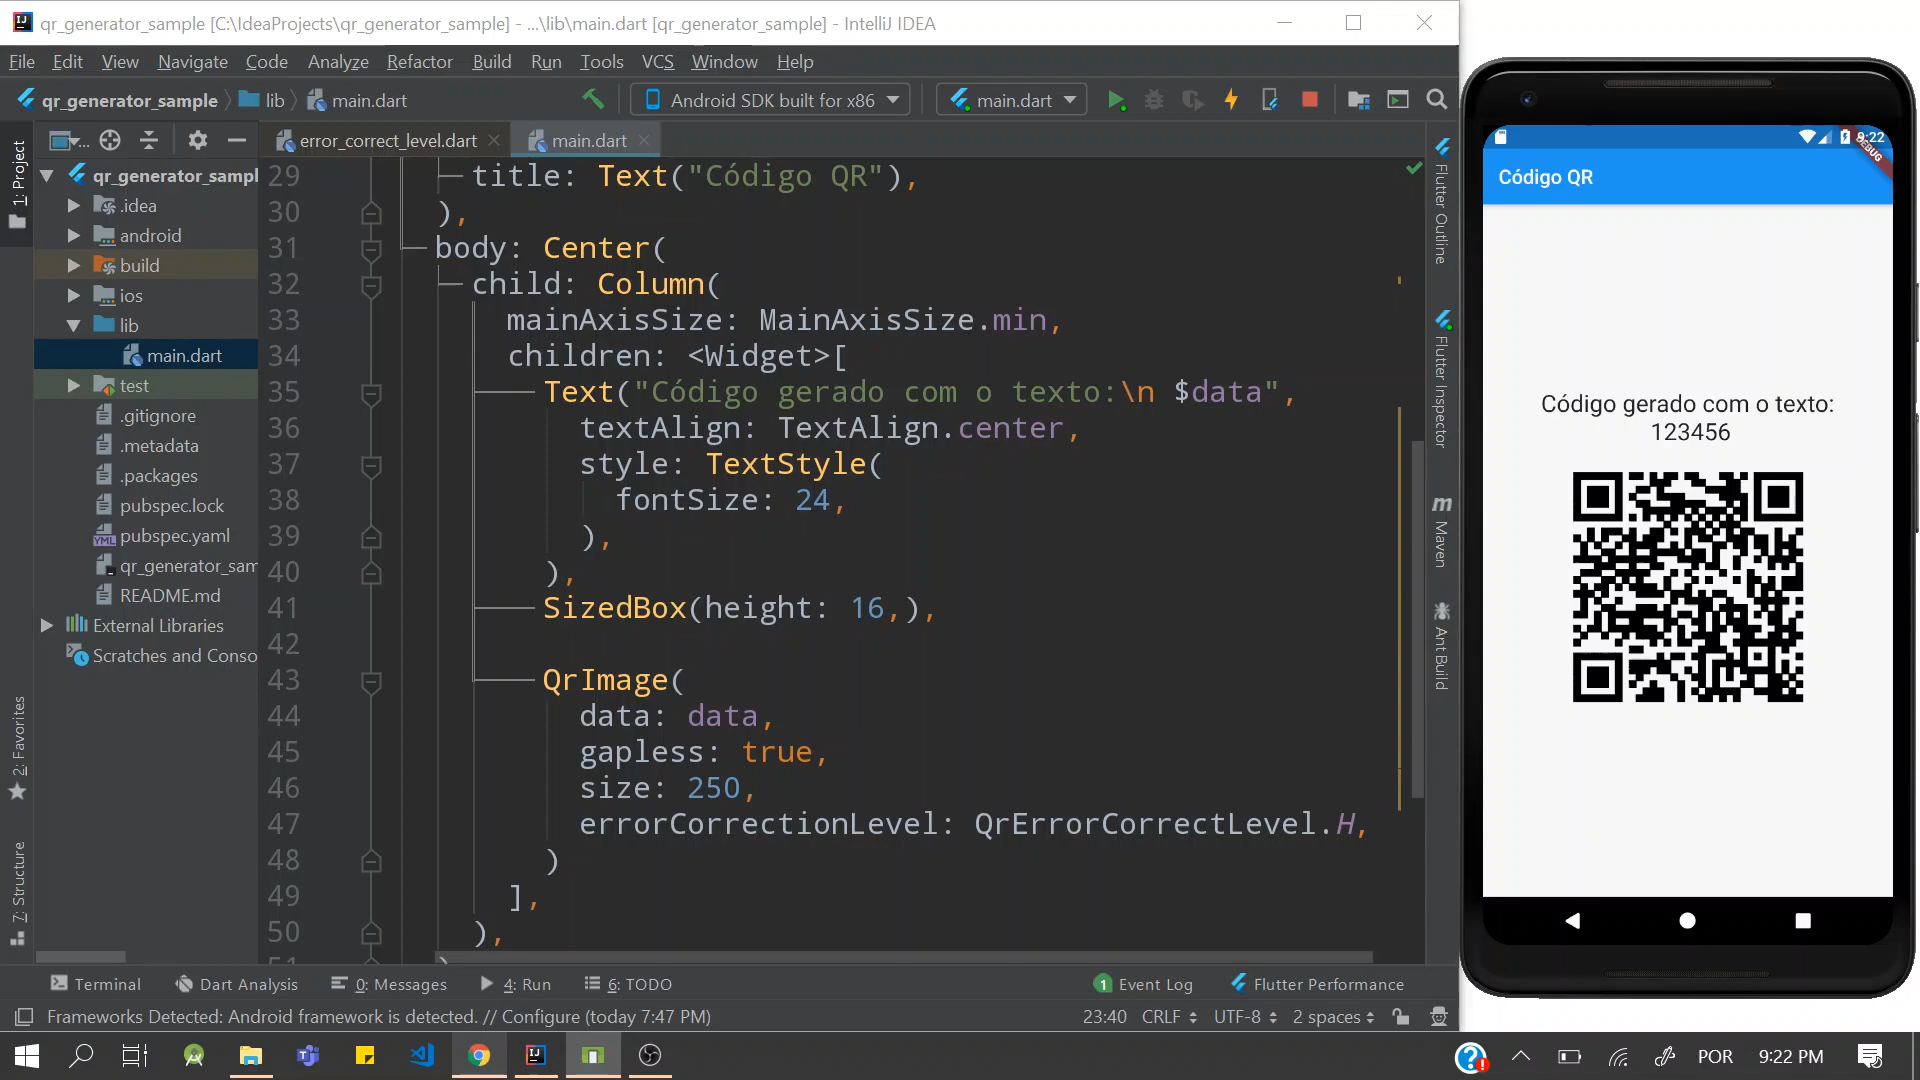 qr_generator_sample [C:\IdeaProjects\qr_generator_sample] - ...\lib\main.dart [qr_generator_sample] - IntelliJ IDEA
File Edit View Navigate Code Analyze Refactor Build Run Tools VCS Window Help
qr_generator_sample lib main.dart Android SDK built for x86 main.dart
... error_correct_level.dart main.dart
1: Project
qr_generator_sampl
.idea
android
build
ios
lib
main.dart
test
.gitignore
.metadata
.packages
pubspec.lock
pubspec.yaml
qr_generator_sam
README.md
External Libraries
Scratches and Conso
2: Favorites
7: Structure
29 title: Text("Código QR"),
30 ),
31 body: Center(
32 child: Column(
33 mainAxisSize: MainAxisSize.min,
34 children: <Widget>[
35 Text("Código gerado com o texto:\n $data",
36 textAlign: TextAlign.center,
37 style: TextStyle(
38 fontSize: 24,
39 ),
40 ),
41 SizedBox(height: 16,),
42
43 QrImage(
44 data: data,
45 gapless: true,
46 size: 250,
47 errorCorrectionLevel: QrErrorCorrectLevel.H,
48 )
49 ],
50 ),
51 )
Flutter Outline
Flutter Inspector
m Maven
Ant Build
Terminal Dart Analysis 0: Messages 4: Run 6: TODO 1 Event Log Flutter Performance
Frameworks Detected: Android framework is detected. // Configure (today 7:47 PM) 23:40 CRLF UTF-8 2 spaces
9:22
DEBUG
Código QR
Código gerado com o texto:
123456
POR 9:22 PM